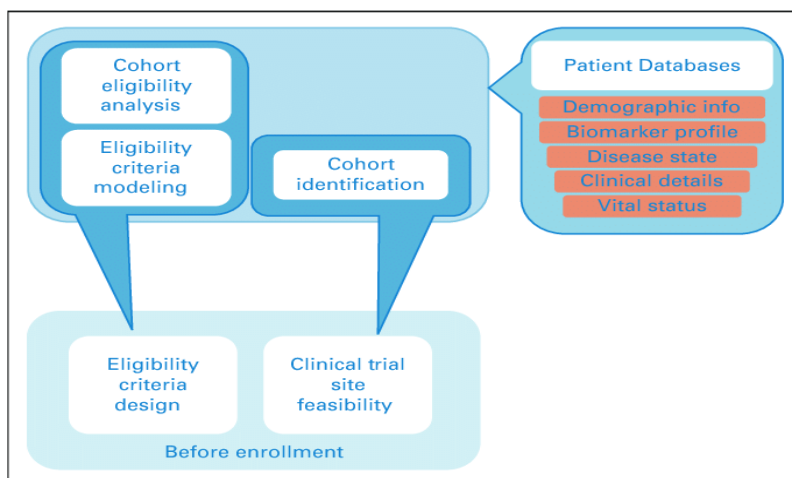 Cohort
eligibility
analysis
Eligibility
criteria
modeling
Cohort
identification
Patient Databases
Demographic info
Biomarker profile
Disease state
Clinical details
Vital status
Eligibility
criteria
design
Clinical trial
site
feasibility
Before enrollment